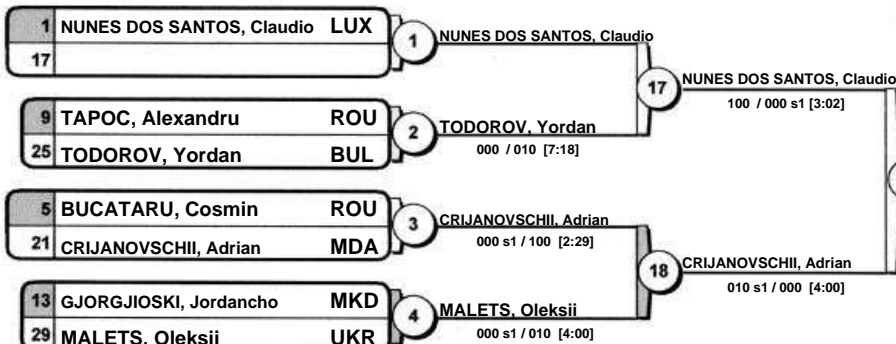 1 NUNES DOS SANTOS, Claudio LUX
17
1 NUNES DOS SANTOS, Claudio
17 NUNES DOS SANTOS, Claudio
100 / 000 s1 [3:02]
9 TAPOC, Alexandru ROU
25 TODOROV, Yordan BUL
2 TODOROV, Yordan
000 / 010 [7:18]
5 BUCATARU, Cosmin ROU
21 CRIJANOVSCHII, Adrian MDA
3 CRIJANOVSCHII, Adrian
000 s1 / 100 [2:29]
18 CRIJANOVSCHII, Adrian
010 s1 / 000 [4:00]
13 GJORGJIOSKI, Jordancho MKD
29 MALETS, Oleksii UKR
4 MALETS, Oleksii
000 s1 / 010 [4:00]